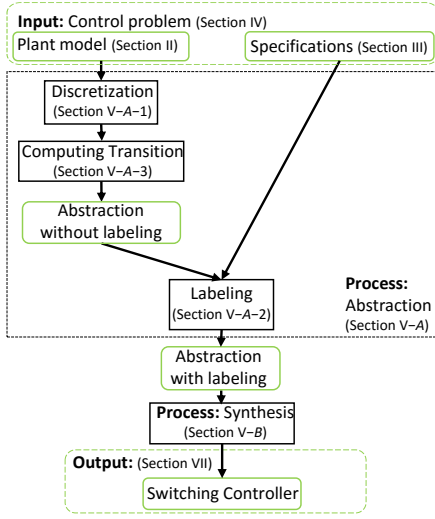 Input: Control problem (Section IV)
Plant model (Section II)
Specifications (Section III)
Discretization
(Section V−A−1)
Computing Transition
(Section V−A−3)
Abstraction
without labeling
Labeling
(Section V−A−2)
Process:
Abstraction
(Section V−A)
Abstraction
with labeling
Process: Synthesis
(Section V−B)
Output: (Section VII)
Switching Controller